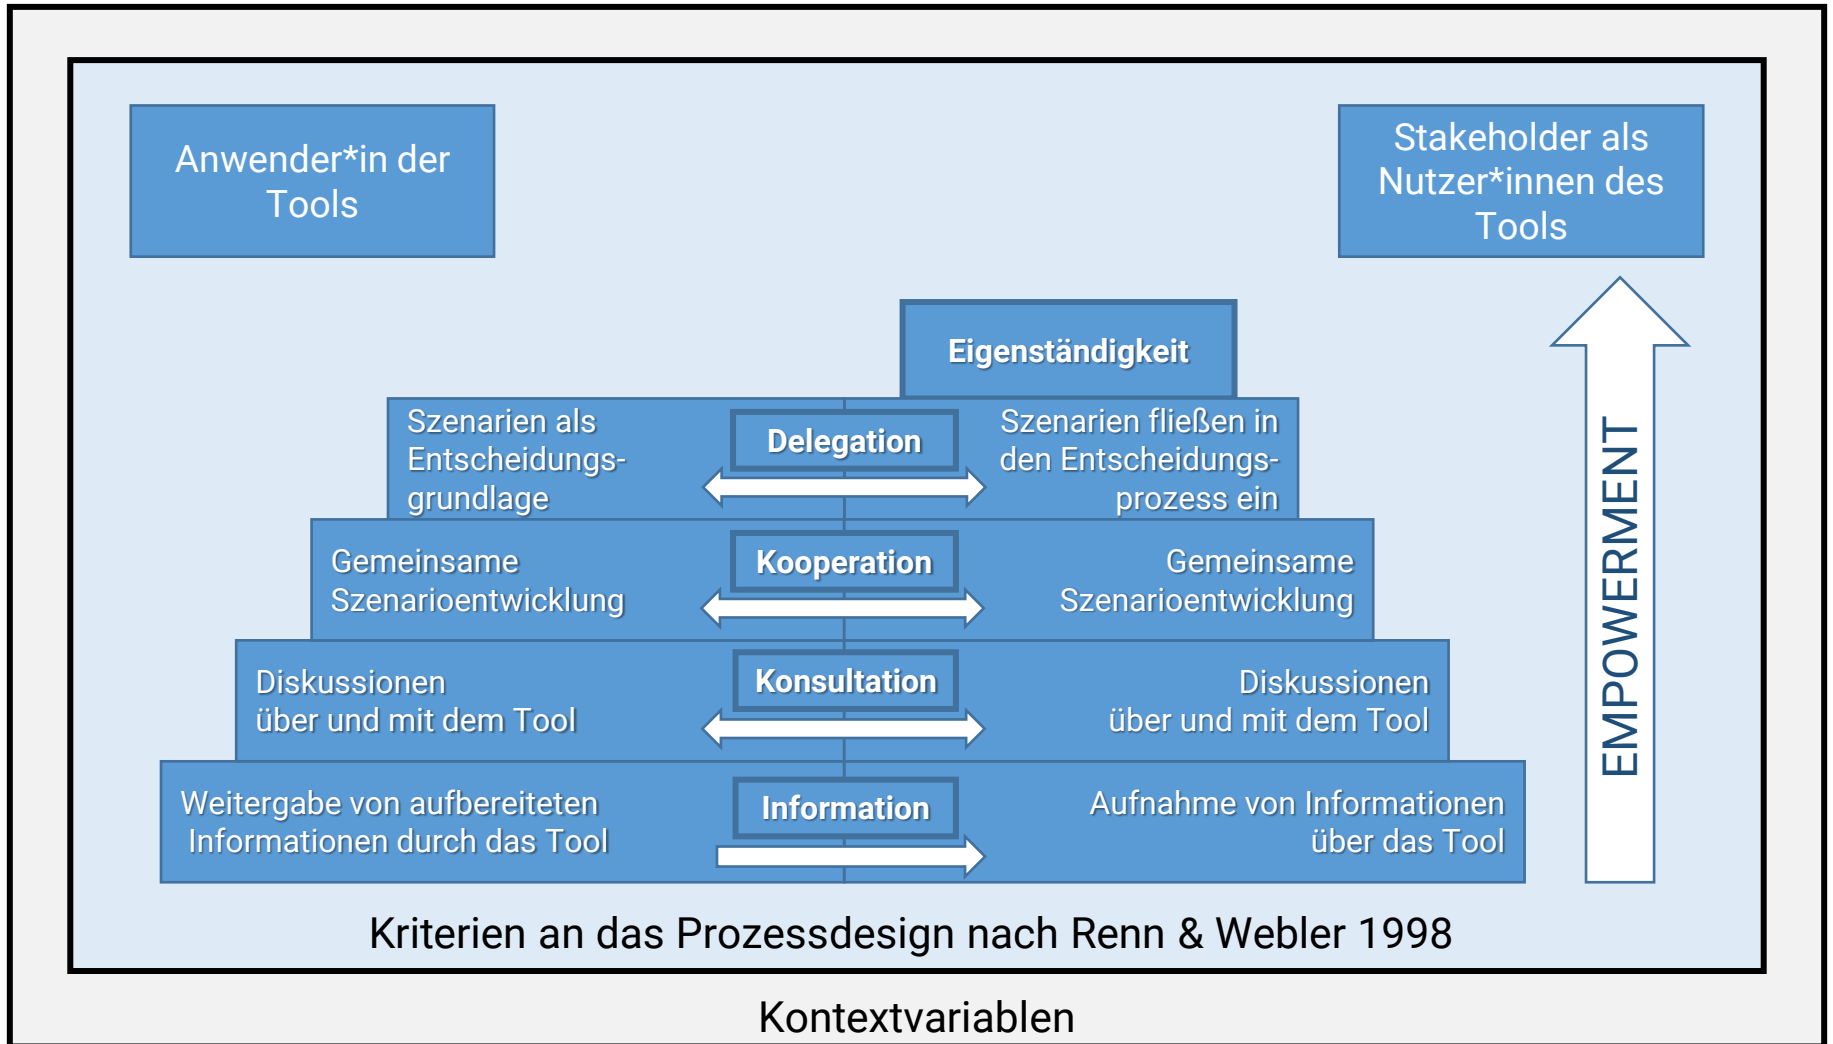 Anwender*in der
Tools
Stakeholder als
Nutzer*innen des
Tools
Eigenständigkeit
Szenarien als
Entscheidungs-
grundlage
Delegation
Szenarien fließen in
den Entscheidungs-
prozess ein
Gemeinsame
Szenarioentwicklung
Kooperation
Gemeinsame
Szenarioentwicklung
Diskussionen
über und mit dem Tool
Konsultation
Diskussionen
über und mit dem Tool
Weitergabe von aufbereiteten
Informationen durch das Tool
Information
Aufnahme von Informationen
über das Tool
EMPOWERMENT
Kriterien an das Prozessdesign nach Renn & Webler 1998
Kontextvariablen